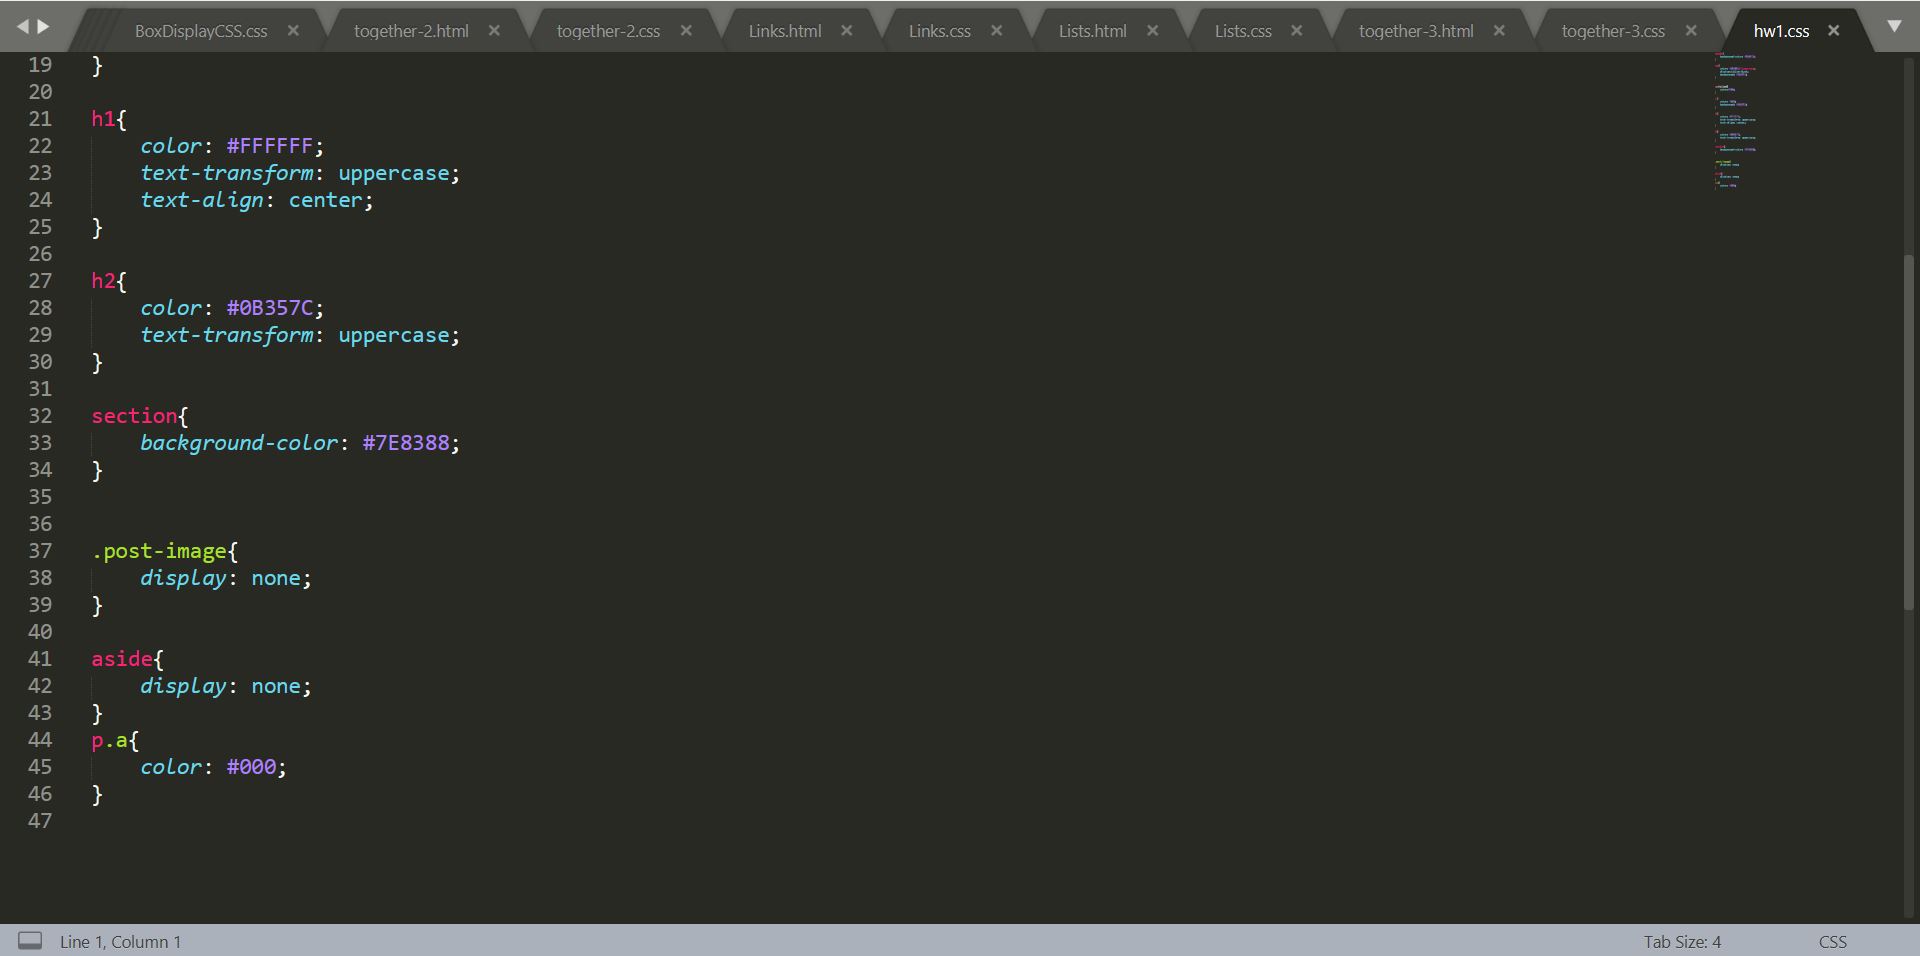 BoxDisplayCSS.css × together-2.html × together-2.css × Links.html × Links.css × Lists.html × Lists.css × together-3.html × together-3.css × hw1.css ×
19 }
20
21 h1{
22 color: #FFFFFF;
23 text-transform: uppercase;
24 text-align: center;
25 }
26
27 h2{
28 color: #0B357C;
29 text-transform: uppercase;
30 }
31
32 section{
33 background-color: #7E8388;
34 }
35
36
37 .post-image{
38 display: none;
39 }
40
41 aside{
42 display: none;
43 }
44 p.a{
45 color: #000;
46 }
47
Line 1, Column 1 Tab Size: 4 CSS